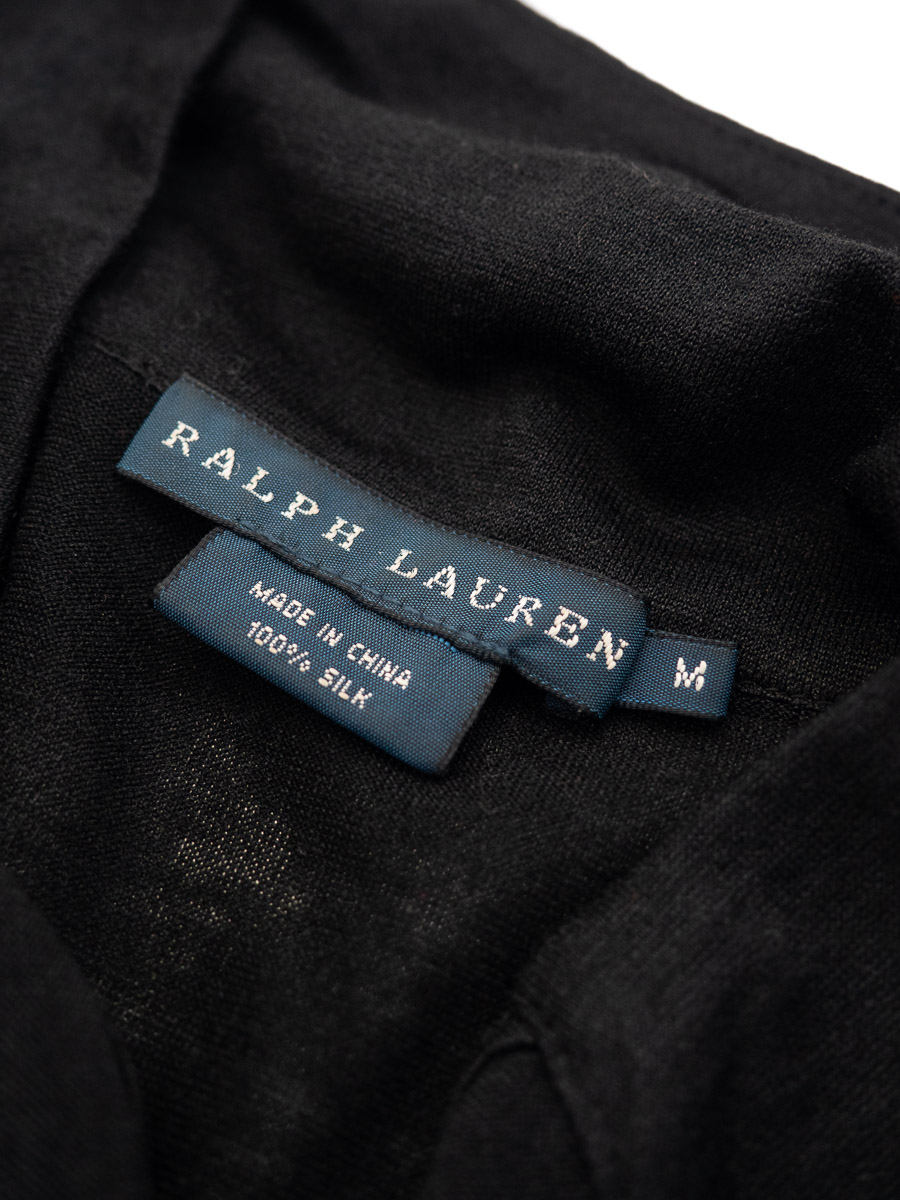 RALPH LAUREN
M
MADE IN CHINA
100% SILK